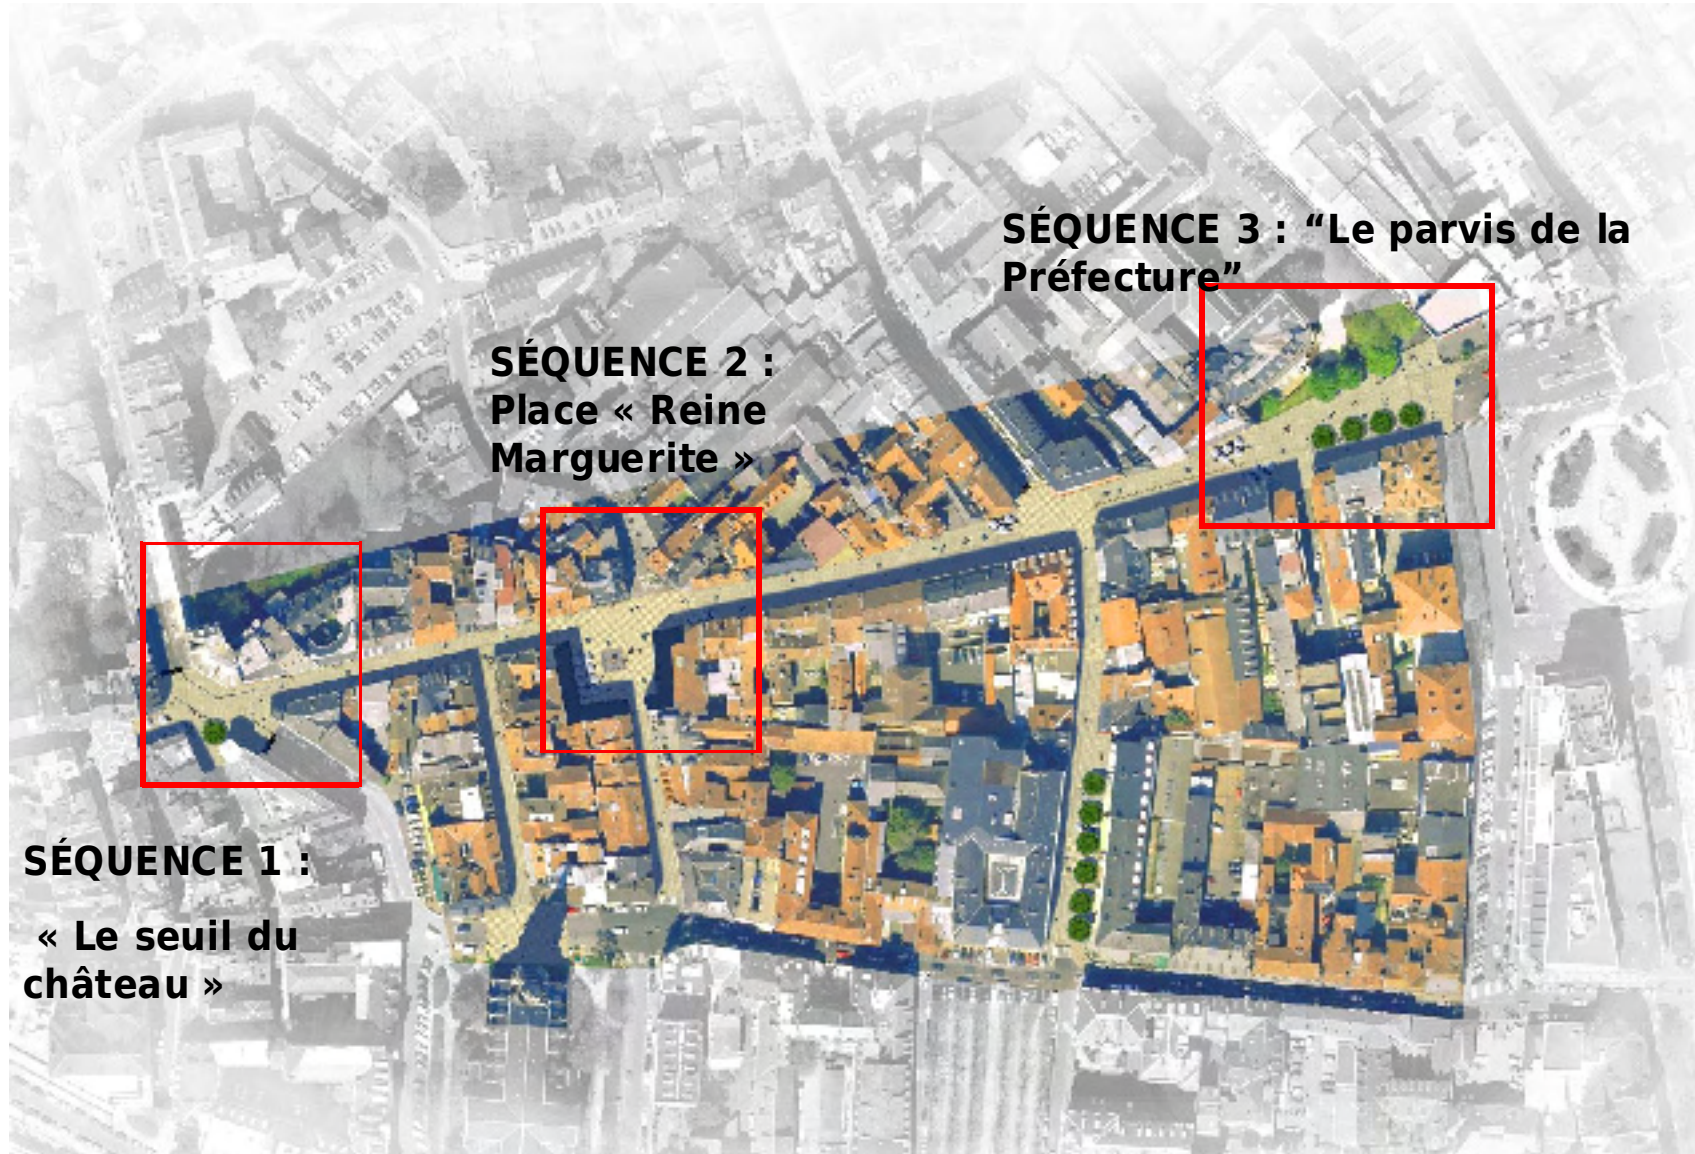 SÉQUENCE 3 : “Le parvis de la
Préfecture”
SÉQUENCE 2 :
Place « Reine
Marguerite »
SÉQUENCE 1 :
« Le seuil du
château »